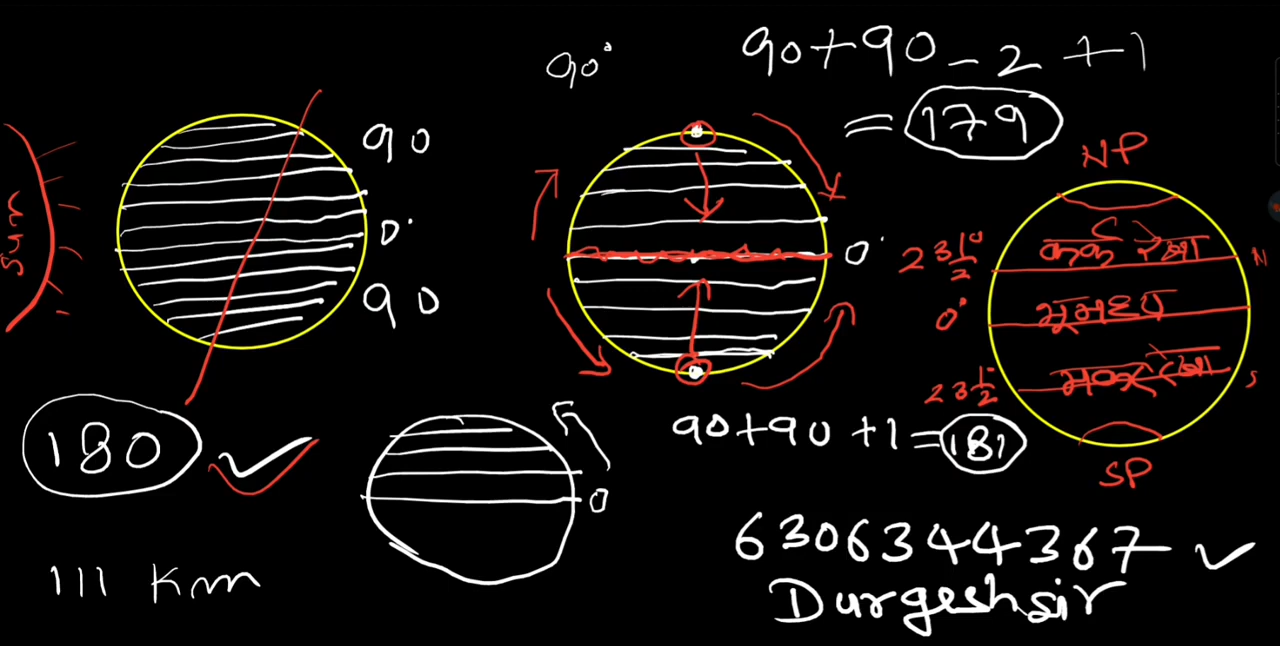 90°
90+90-2+1
= 179
Sun
90
0°
90
0°
NP
23½°
कर्क रेखा
N
0°
भूमध्य
23½
मकर रेखा
S
SP
180 ✓
90+90+1=181
0
111 Km
6306344367 ✓
Durgeshsir